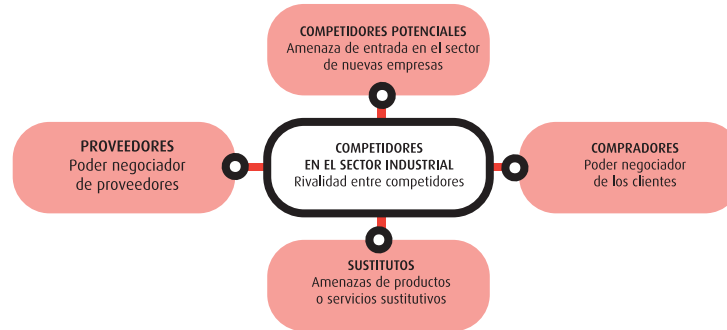 COMPETIDORES POTENCIALES
Amenaza de entrada en el sector
de nuevas empresas
PROVEEDORES
Poder negociador
de proveedores
COMPETIDORES
EN EL SECTOR INDUSTRIAL
Rivalidad entre competidores
COMPRADORES
Poder negociador
de los clientes
SUSTITUTOS
Amenazas de productos
o servicios sustitutivos